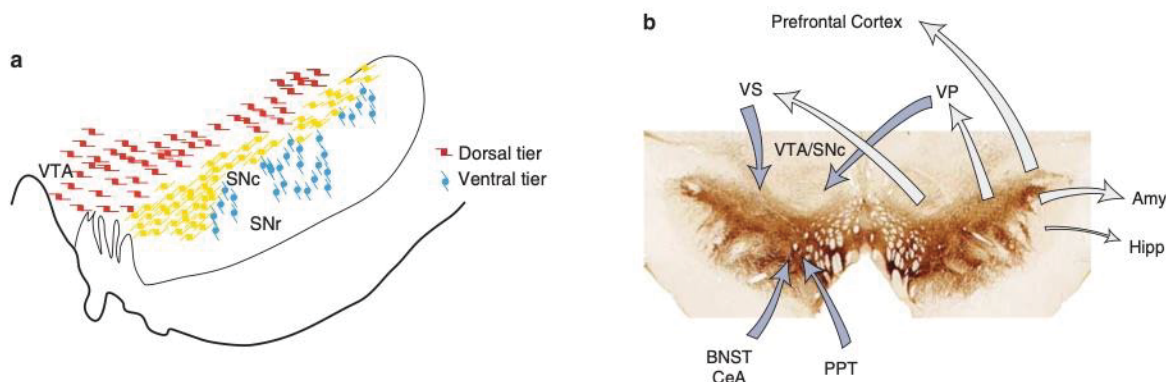 a
VTA
SNc
SNr
Dorsal tier
Ventral tier
b
Prefrontal Cortex
VS
VP
VTA/SNc
Amy
Hipp
BNST
CeA
PPT